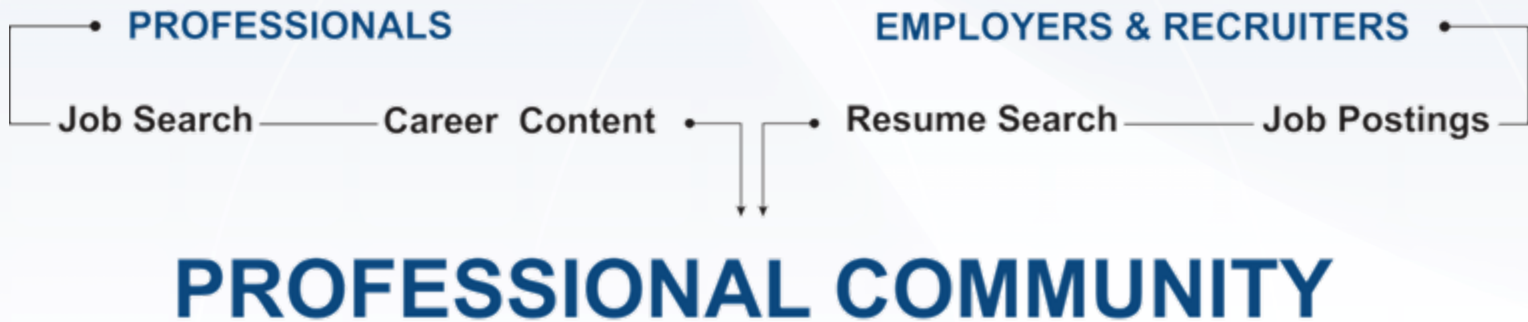 PROFESSIONALS
EMPLOYERS & RECRUITERS
Job Search
Career Content
Resume Search
Job Postings
PROFESSIONAL COMMUNITY